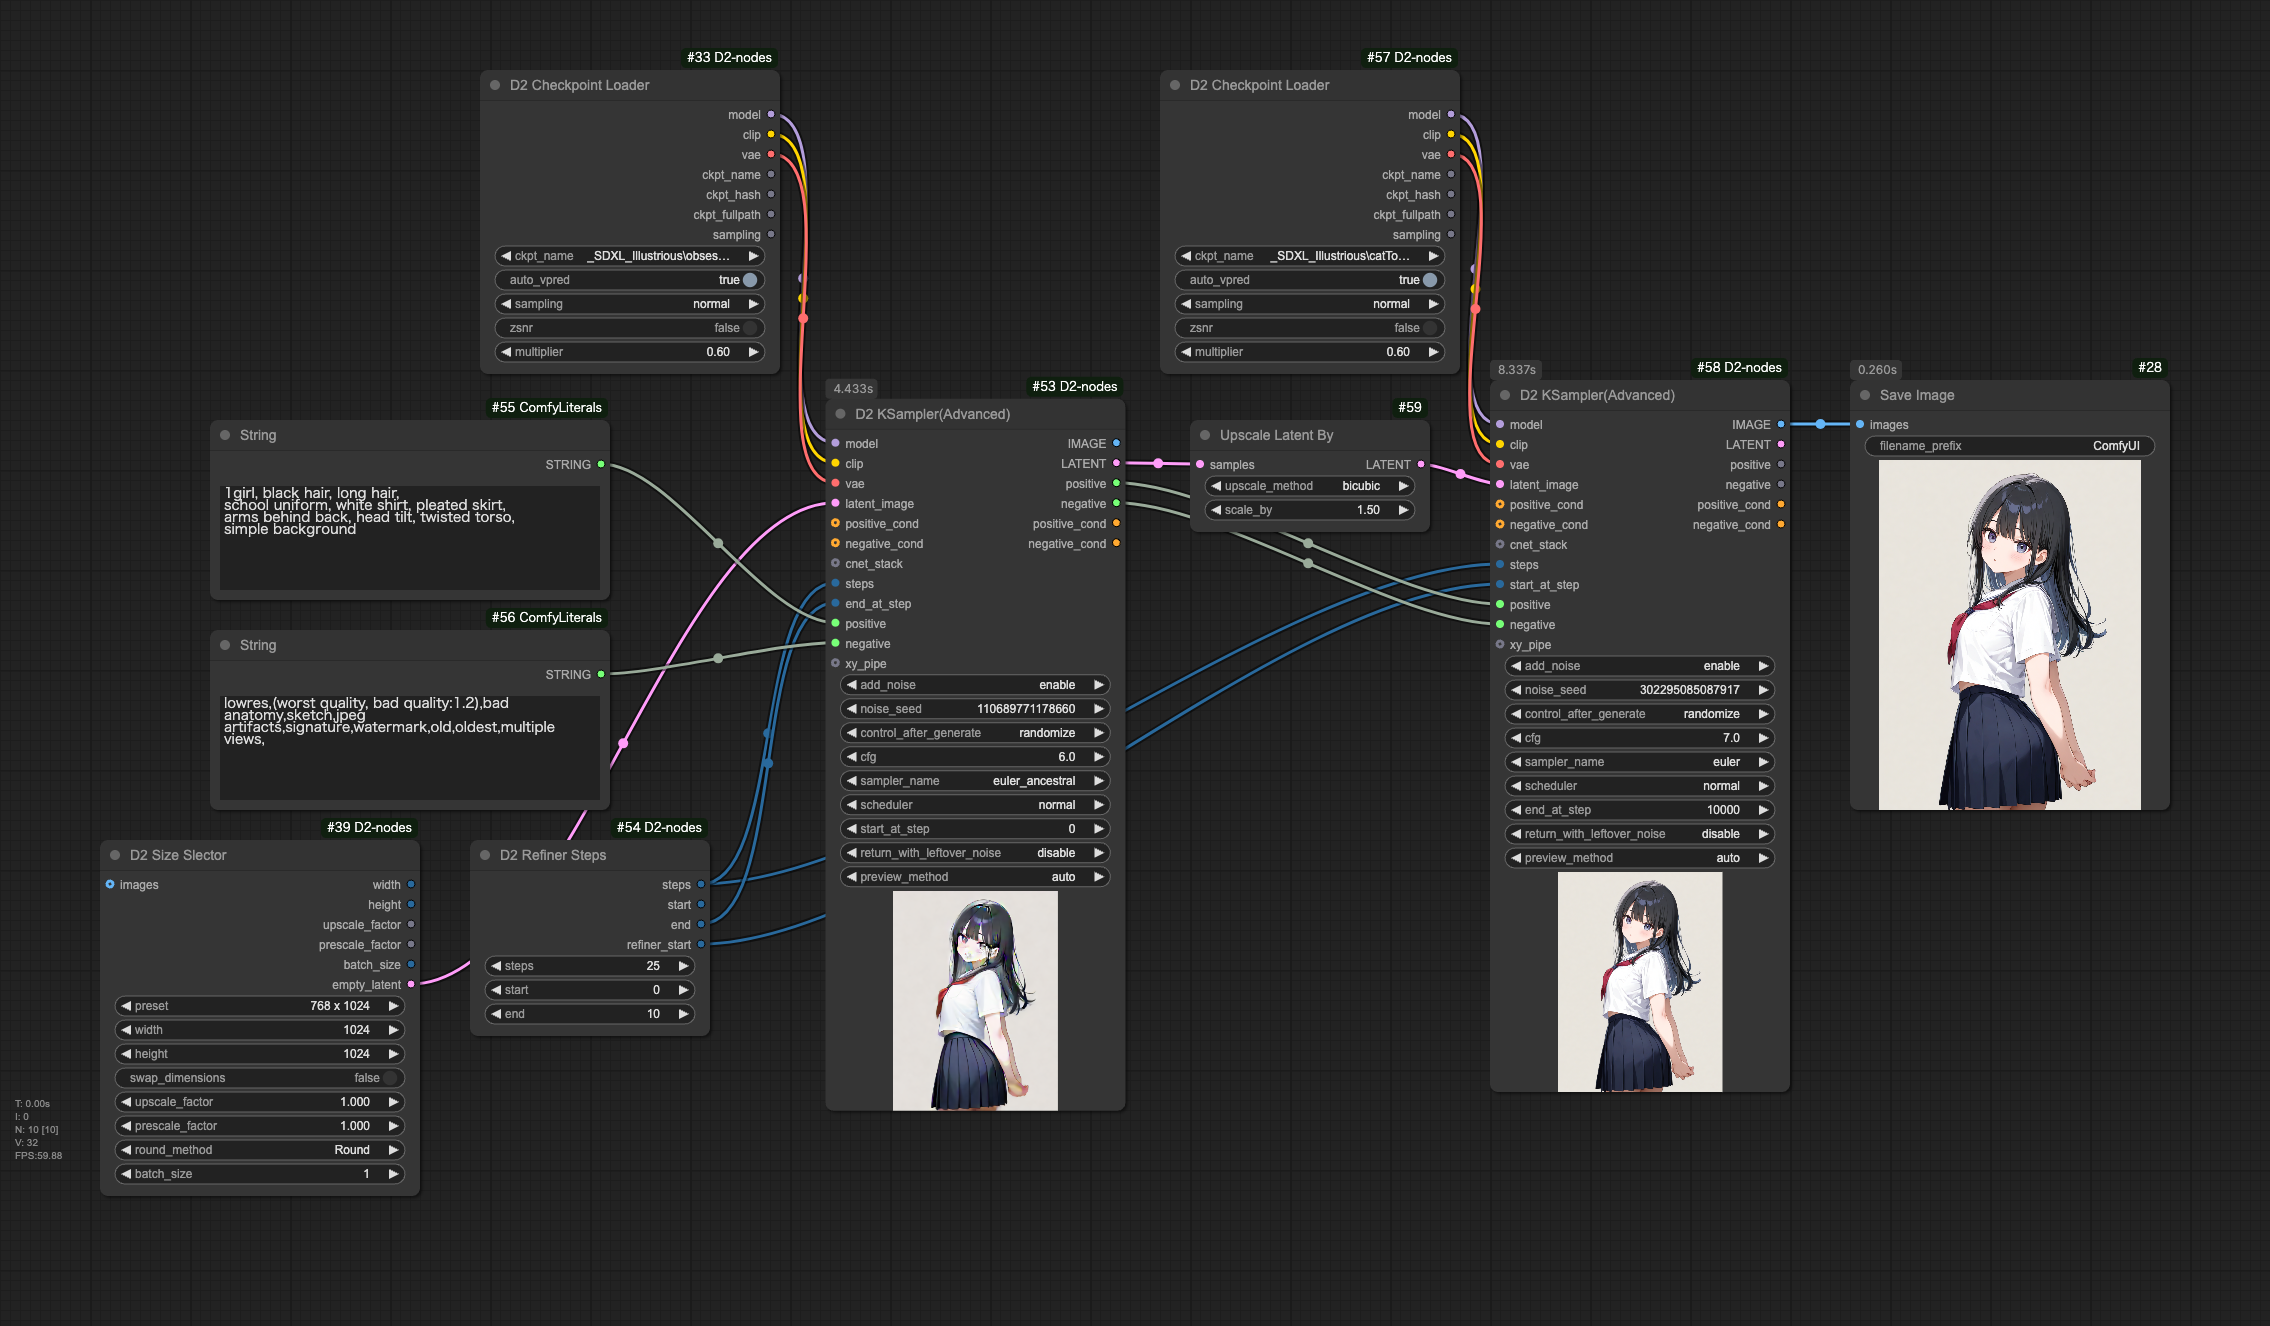 #33 D2-nodes
D2 Checkpoint Loader
model
clip
vae
ckpt_name
ckpt_hash
ckpt_fullpath
sampling
ckpt_name _SDXL_Illustrious\obses...
auto_vpred true
sampling normal
zsnr false
multiplier 0.60
#57 D2-nodes
D2 Checkpoint Loader
model
clip
vae
ckpt_name
ckpt_hash
ckpt_fullpath
sampling
ckpt_name _SDXL_Illustrious\catTo...
auto_vpred true
sampling normal
zsnr false
multiplier 0.60
#55 ComfyLiterals
String
STRING
1girl, black hair, long hair,
school uniform, white shirt, pleated skirt,
arms behind back, head tilt, twisted torso,
simple background
#56 ComfyLiterals
String
STRING
lowres,(worst quality, bad quality:1.2),bad
anatomy,sketch,jpeg
artifacts,signature,watermark,old,oldest,multiple
views,
#39 D2-nodes
D2 Size Slector
images width
height
upscale_factor
prescale_factor
batch_size
empty_latent
preset 768 x 1024
width 1024
height 1024
swap_dimensions false
upscale_factor 1.000
prescale_factor 1.000
round_method Round
batch_size 1
#54 D2-nodes
D2 Refiner Steps
steps
start
end
refiner_start
steps 25
start 0
end 10
4.433s #53 D2-nodes
D2 KSampler(Advanced)
model IMAGE
clip LATENT
vae positive
latent_image negative
positive_cond positive_cond
negative_cond negative_cond
cnet_stack
steps
end_at_step
positive
negative
xy_pipe
add_noise enable
noise_seed 110689771178660
control_after_generate randomize
cfg 6.0
sampler_name euler_ancestral
scheduler normal
start_at_step 0
return_with_leftover_noise disable
preview_method auto
#59
Upscale Latent By
samples LATENT
upscale_method bicubic
scale_by 1.50
8.337s #58 D2-nodes
D2 KSampler(Advanced)
model IMAGE
clip LATENT
vae positive
latent_image negative
positive_cond positive_cond
negative_cond negative_cond
cnet_stack
steps
start_at_step
positive
negative
xy_pipe
add_noise enable
noise_seed 302295085087917
control_after_generate randomize
cfg 7.0
sampler_name euler
scheduler normal
end_at_step 10000
return_with_leftover_noise disable
preview_method auto
0.260s #28
Save Image
images
filename_prefix ComfyUI
T: 0.00s
I: 0
N: 10 [10]
V: 32
FPS:59.88